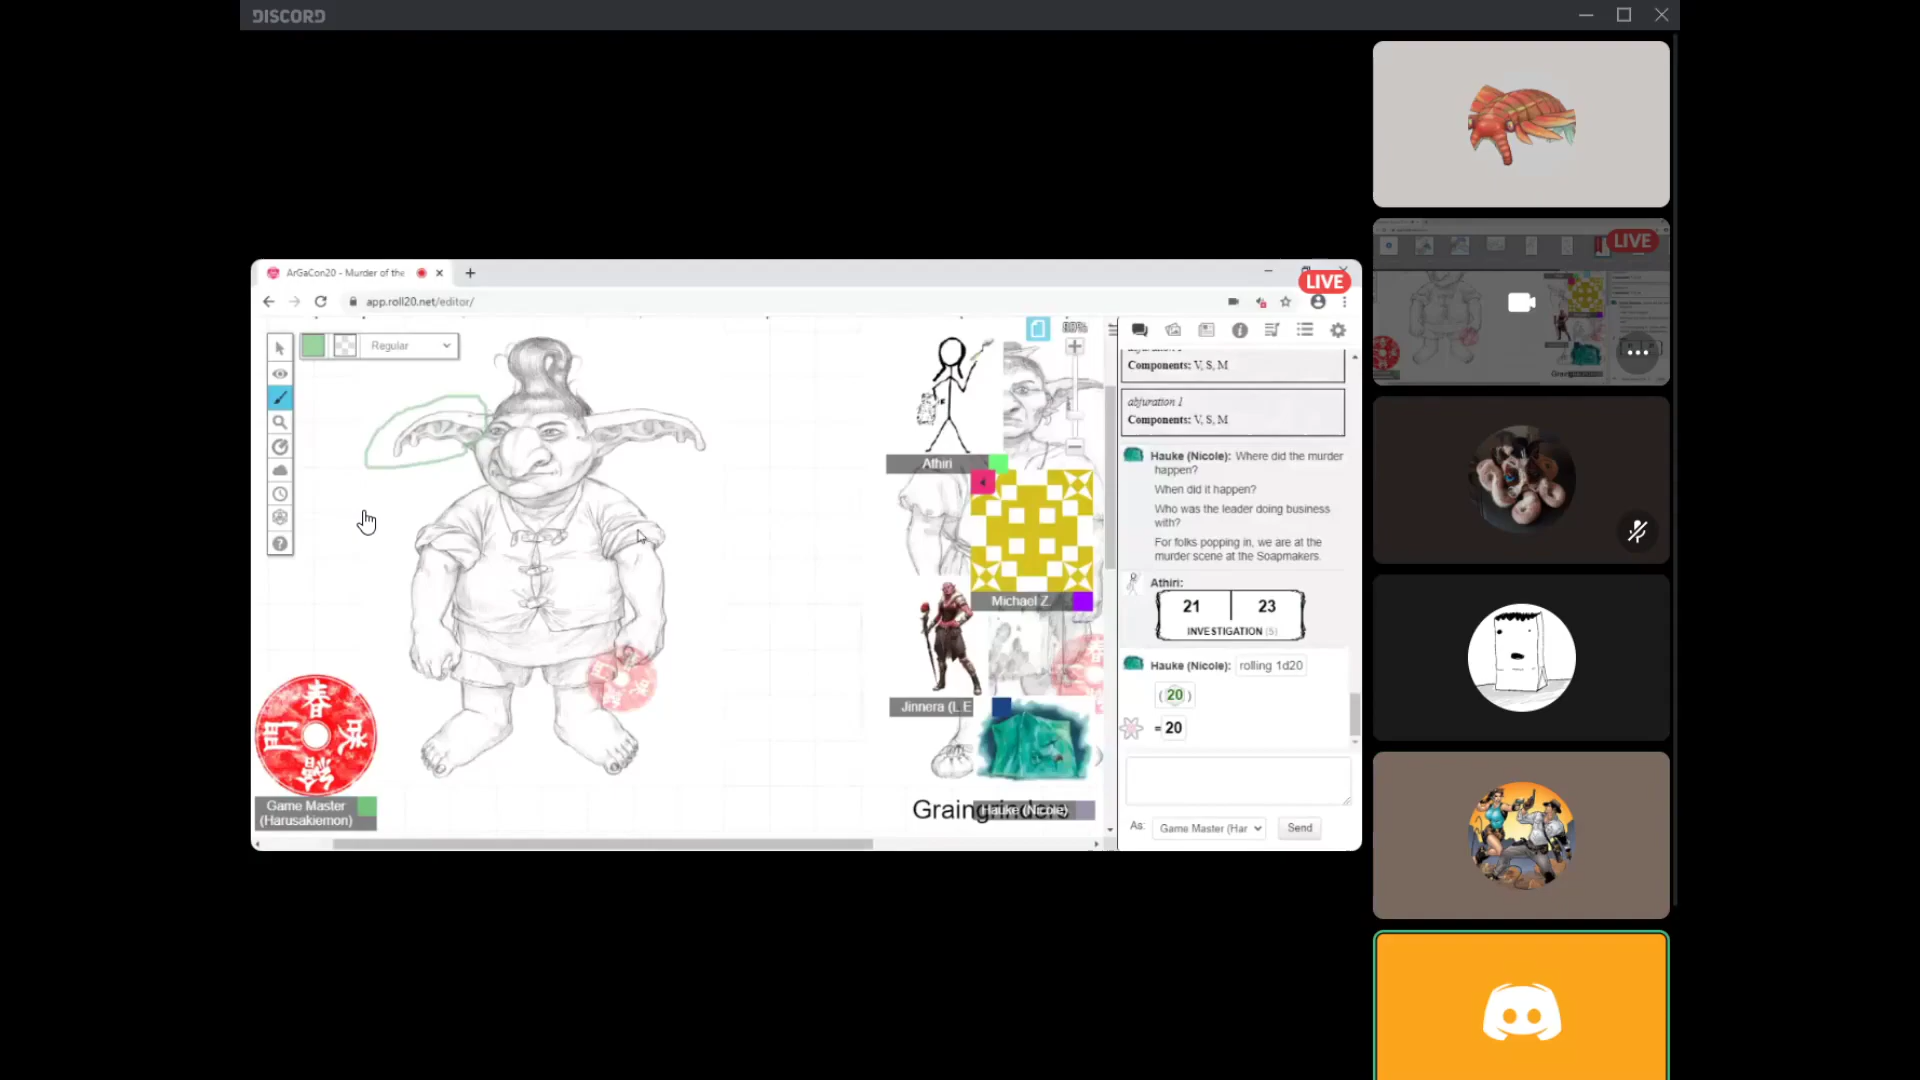 DISCORD
LIVE
ArGaCon20 - Murder of the
LIVE
app.roll20.net/editor/
Regular
Components: V, S, M
abjuration 1
Components: V, S, M
Hauke (Nicole): Where did the murder
happen?
When did it happen?
Who was the leader doing business
with?
For folks popping in, we are at the
murder scene at the Soapmakers.
Athiri:
21 23
INVESTIGATION (5)
Hauke (Nicole): rolling 1d20
(20)
= 20
As: Game Master (Har
Send
Athiri
Michael Z.
Jinnera (L.E
Hauke (Nicole)
Game Master
(Harusakiemon)
春